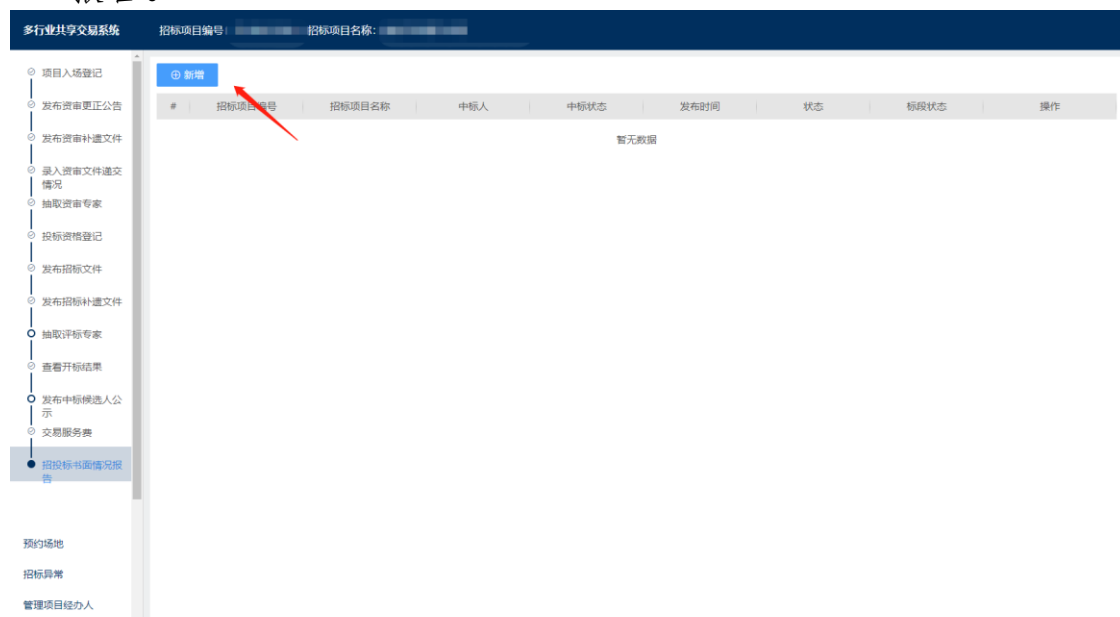 多行业共享交易系统
招标项目编号:
招标项目名称:
项目入场登记
发布资审更正公告
发布资审补遗文件
录入资审文件递交
情况
抽取资审专家
投标资格登记
发布招标文件
发布招标补遗文件
抽取评标专家
查看开标结果
发布中标候选人公
示
交易服务费
招投标书面情况报
告
预约场地
招标异常
管理项目经办人
新增
# 招标项目编号 招标项目名称 中标人 中标状态 发布时间 状态 标段状态 操作
暂无数据